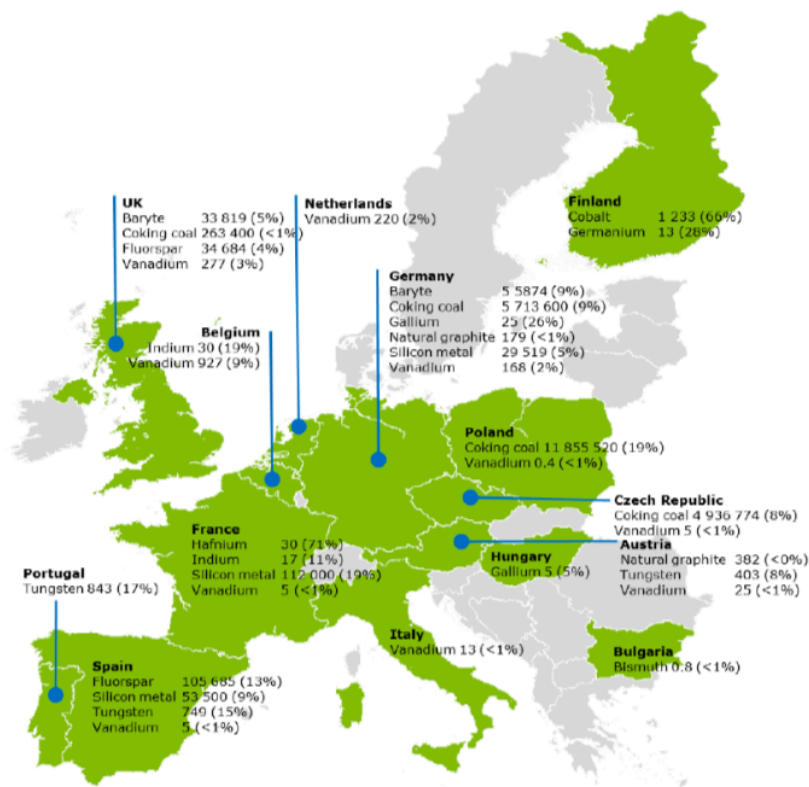 UK
Baryte 33 819 (5%)
Coking coal 263 400 (<1%)
Fluorspar 34 684 (4%)
Vanadium 277 (3%)
Netherlands
Vanadium 220 (2%)
Finland
Cobalt 1 233 (66%)
Germanium 13 (28%)
Germany
Baryte 5 5874 (9%)
Coking coal 5 713 600 (9%)
Gallium 25 (26%)
Natural graphite 179 (<1%)
Silicon metal 29 519 (5%)
Vanadium 168 (2%)
Belgium
Indium 30 (19%)
Vanadium 927 (9%)
Poland
Coking coal 11 855 520 (19%)
Vanadium 0.4 (<1%)
Czech Republic
Coking coal 4 936 774 (8%)
Vanadium 5 (<1%)
Austria
Natural graphite 382 (<0%)
Tungsten 403 (8%)
Vanadium 25 (<1%)
France
Hafnium 30 (71%)
Indium 17 (11%)
Silicon metal 112 000 (19%)
Vanadium 5 (<1%)
Hungary
Gallium 5 (5%)
Portugal
Tungsten 843 (17%)
Italy
Vanadium 13 (<1%)
Bulgaria
Bismuth 0.8 (<1%)
Spain
Fluorspar 105 685 (13%)
Silicon metal 53 500 (9%)
Tungsten 749 (15%)
Vanadium 5 (<1%)